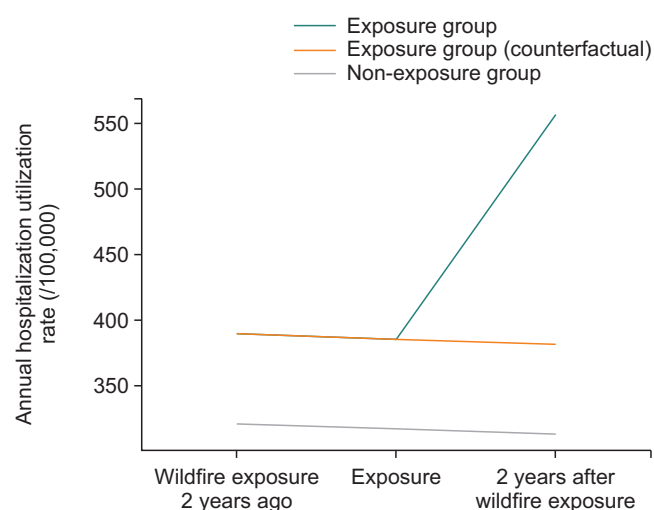 Exposure group
Exposure group (counterfactual)
Non-exposure group
Annual hospitalization utilization
rate (/100,000)
550
500
450
400
350
Wildfire exposure
2 years ago
Exposure
2 years after
wildfire exposure